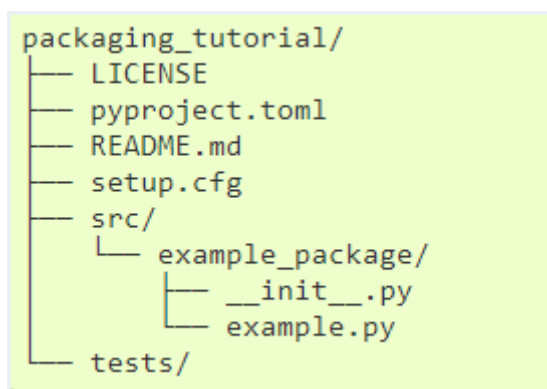 packaging_tutorial/
├── LICENSE
├── pyproject.toml
├── README.md
├── setup.cfg
├── src/
│   └── example_package/
│       ├── __init__.py
│       └── example.py
└── tests/